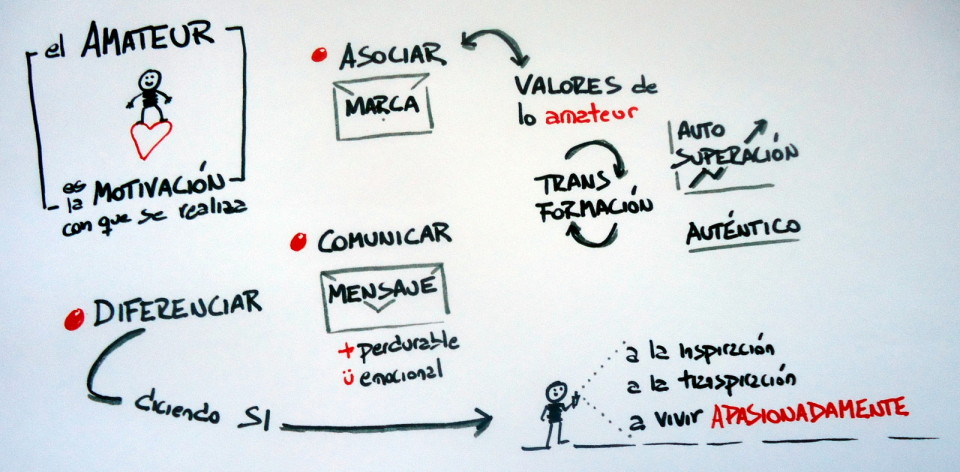 el AMATEUR
es
la MOTIVACIÓN
con que se realiza
ASOCIAR
MARCA
VALORES de
lo amateur
TRANS
FORMACIÓN
AUTO
SUPERACIÓN
AUTÉNTICO
COMUNICAR
MENSAJE
+ perdurable
ü emocional
DIFERENCIAR
diciendo SI
a la inspiración
a la transpiración
a vivir APASIONADAMENTE